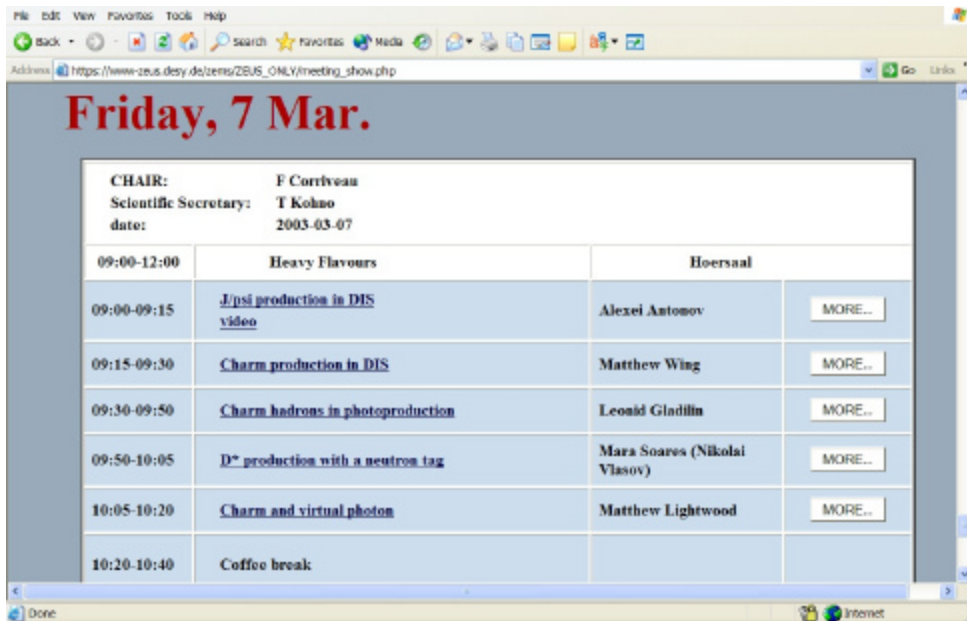 File Edit View Favorites Tools Help
Back Search Favorites Media
Address https://www-zeus.desy.de/zems/ZEUS_ONLY/meeting_show.php Go Links
Friday, 7 Mar.
CHAIR: F Corriveau
Scientific Secretary: T Kohno
date: 2003-03-07
09:00-12:00 Heavy Flavours Hoersaal
09:00-09:15 J/psi production in DIS Alexei Antonov MORE...
video
09:15-09:30 Charm production in DIS Matthew Wing MORE...
09:30-09:50 Charm hadrons in photoproduction Leonid Gladilin MORE...
09:50-10:05 D* production with a neutron tag Mara Soares (Nikolai MORE...
Vlasov)
10:05-10:20 Charm and virtual photon Matthew Lightwood MORE...
10:20-10:40 Coffee break
Done Internet